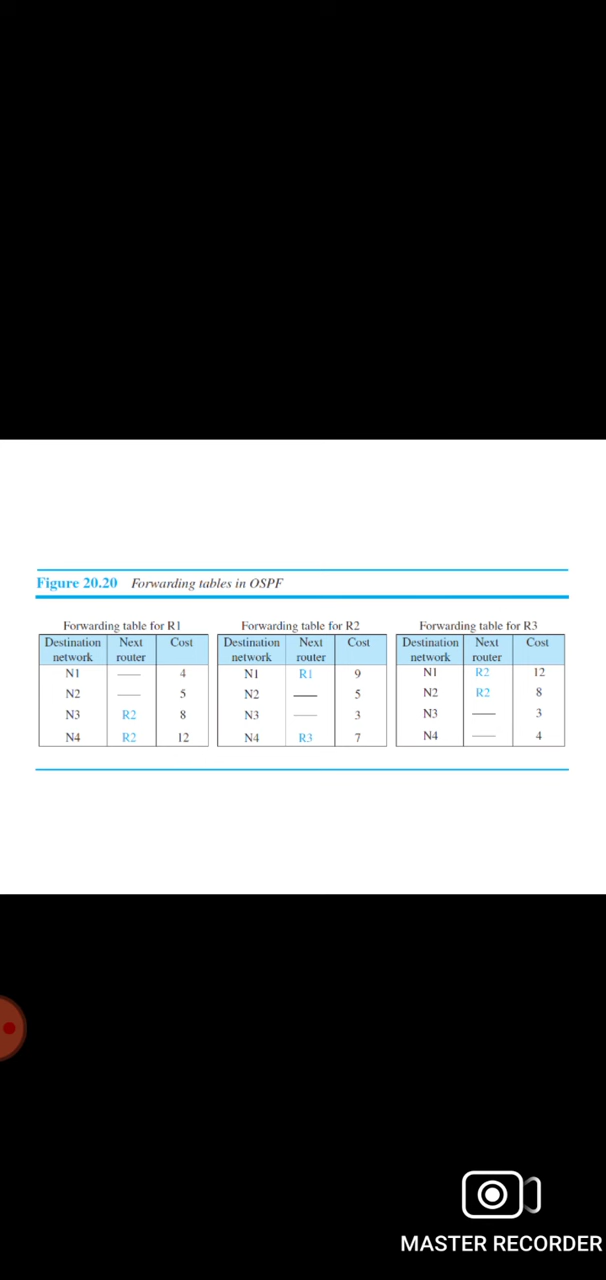 Figure 20.20 Forwarding tables in OSPF
Forwarding table for R1
Destination network Next router Cost
N1 —— 4
N2 —— 5
N3 R2 8
N4 R2 12
Forwarding table for R2
Destination network Next router Cost
N1 R1 9
N2 —— 5
N3 —— 3
N4 R3 7
Forwarding table for R3
Destination network Next router Cost
N1 R2 12
N2 R2 8
N3 —— 3
N4 —— 4
MASTER RECORDER